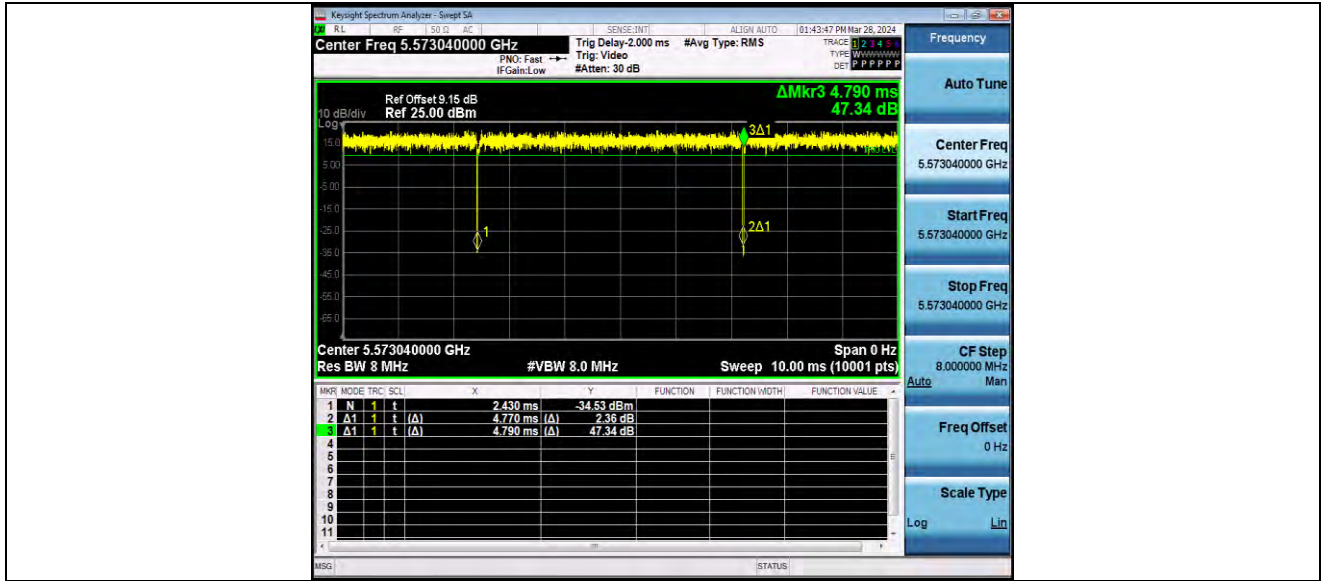 Keysight Spectrum Analyzer - Swept SA
RL RF 50 Ω AC SENSE:INT ALIGN AUTO 01:43:47 PM Mar 28, 2024
Center Freq 5.573040000 GHz
PNO: Fast
IFGain:Low
Trig Delay-2.000 ms
Trig: Video
#Atten: 30 dB
#Avg Type: RMS
TRACE 1 2 3 4 5 6
TYPE WWWWWW
DET P P P P P P
ΔMkr3 4.790 ms
47.34 dB
Ref Offset 9.15 dB
10 dB/div Ref 25.00 dBm
Log
15.0
5.00
-5.00
-15.0
-25.0
-35.0
-45.0
-55.0
-65.0
3Δ1
1
2Δ1
Center 5.573040000 GHz Span 0 Hz
Res BW 8 MHz #VBW 8.0 MHz Sweep 10.00 ms (10001 pts)
MKR MODE TRC SCL X Y FUNCTION FUNCTION WIDTH FUNCTION VALUE
1 N 1 t 2.430 ms -34.53 dBm
2 Δ1 1 t (Δ) 4.770 ms (Δ) 2.36 dB
3 Δ1 1 t (Δ) 4.790 ms (Δ) 47.34 dB
4
5
6
7
8
9
10
11
MSG STATUS
Frequency
Auto Tune
Center Freq
5.573040000 GHz
Start Freq
5.573040000 GHz
Stop Freq
5.573040000 GHz
CF Step
8.000000 MHz
Auto Man
Freq Offset
0 Hz
Scale Type
Log Lin